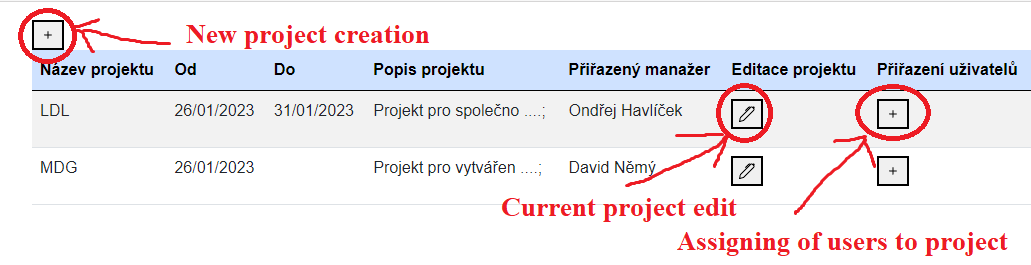 + New project creation
Název projektu Od Do Popis projektu Přiřazený manažer Editace projektu Přiřazení uživatelů
LDL 26/01/2023 31/01/2023 Projekt pro společno ....; Ondřej Havlíček +
MDG 26/01/2023 Projekt pro vytvářen ....; David Němý +
Current project edit
Assigning of users to project